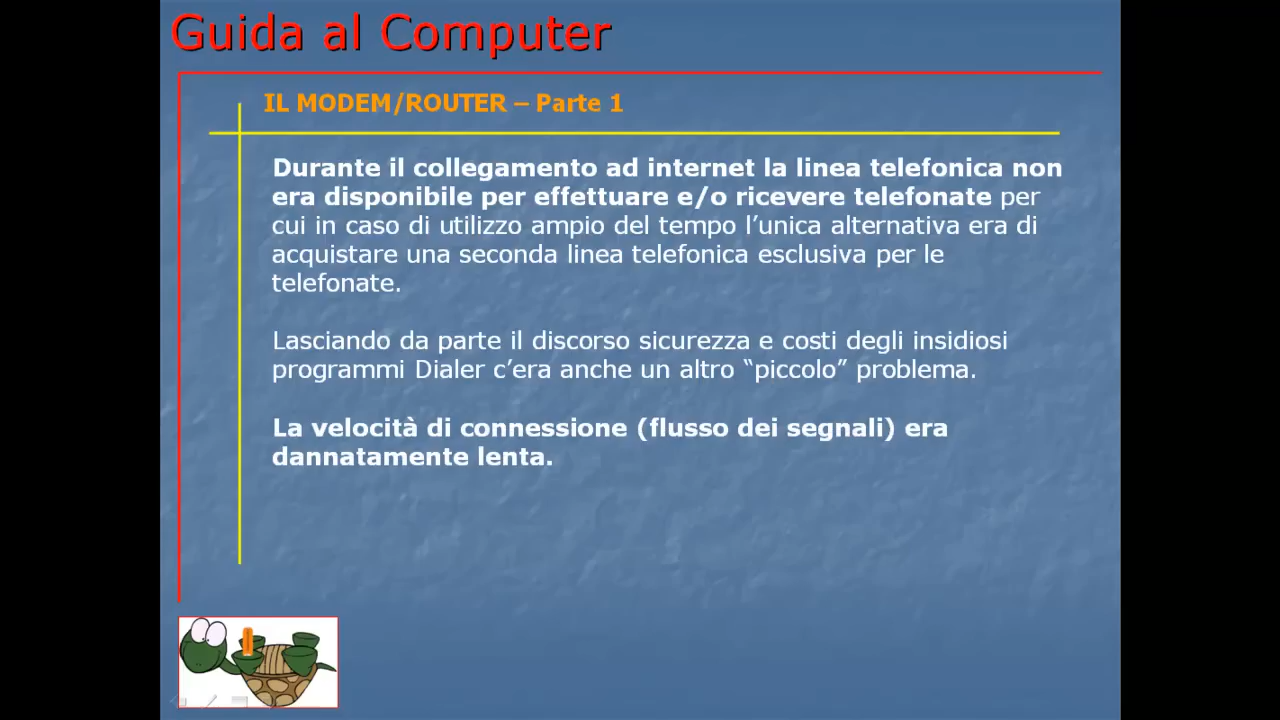 Guida al Computer
IL MODEM/ROUTER – Parte 1
Durante il collegamento ad internet la linea telefonica non
era disponibile per effettuare e/o ricevere telefonate per
cui in caso di utilizzo ampio del tempo l’unica alternativa era di
acquistare una seconda linea telefonica esclusiva per le
telefonate.
Lasciando da parte il discorso sicurezza e costi degli insidiosi
programmi Dialer c’era anche un altro “piccolo” problema.
La velocità di connessione (flusso dei segnali) era
dannatamente lenta.